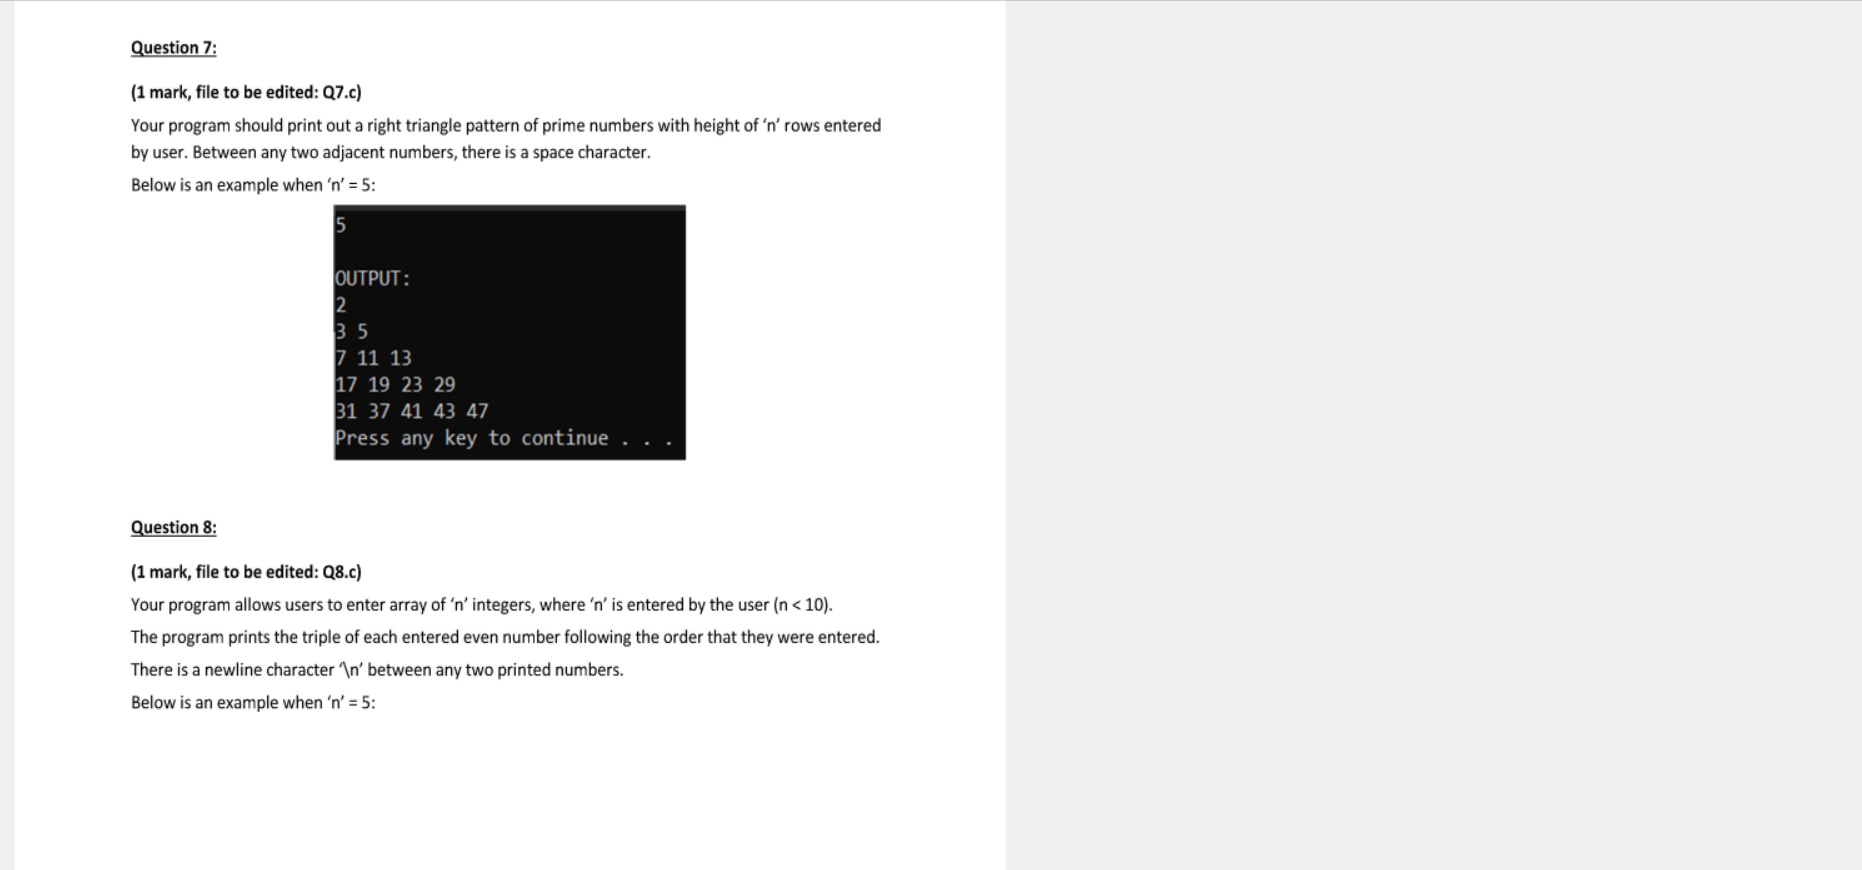 Question 7:
(1 mark, file to be edited: Q7.c)
Your program should print out a right triangle pattern of prime numbers with height of ‘n’ rows entered
by user. Between any two adjacent numbers, there is a space character.
Below is an example when ‘n’ = 5:
5
OUTPUT:
2
3 5
7 11 13
17 19 23 29
31 37 41 43 47
Press any key to continue . . .
Question 8:
(1 mark, file to be edited: Q8.c)
Your program allows users to enter array of ‘n’ integers, where ‘n’ is entered by the user (n < 10).
The program prints the triple of each entered even number following the order that they were entered.
There is a newline character ‘\n’ between any two printed numbers.
Below is an example when ‘n’ = 5: